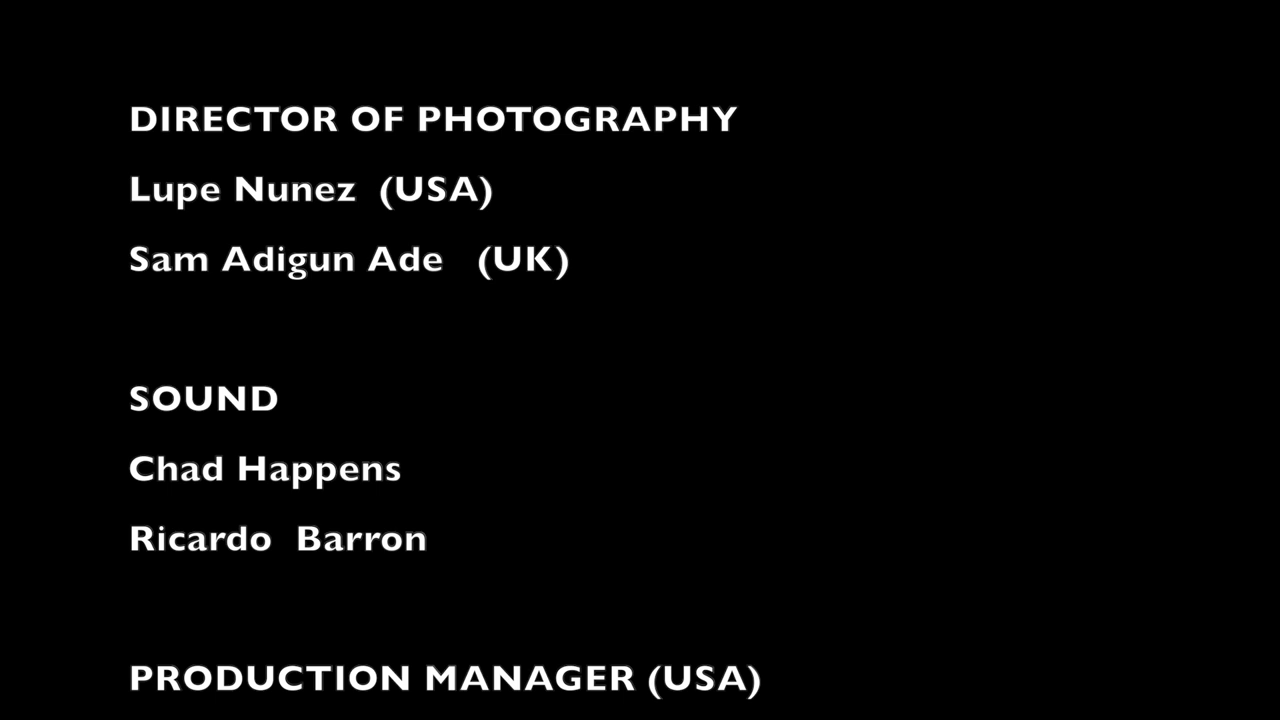 DIRECTOR OF PHOTOGRAPHY
Lupe Nunez (USA)
Sam Adigun Ade (UK)
SOUND
Chad Happens
Ricardo Barron
PRODUCTION MANAGER (USA)